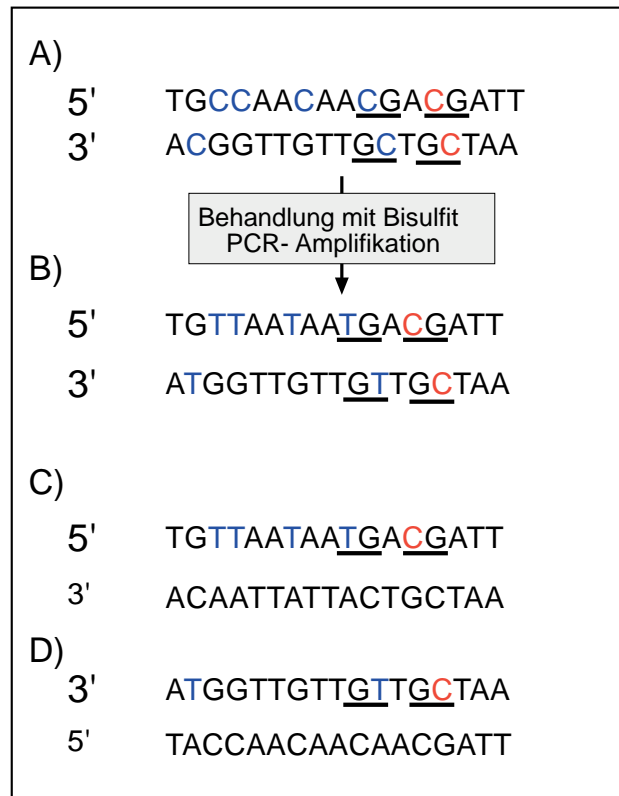 A)
5' TGCCAACAACGACGATT
3' ACGGTTGTTGCTGCTAA
Behandlung mit Bisulfit
PCR- Amplifikation
B)
5' TGTTAATAATGACGATT
3' ATGGTTGTTGTTGCTAA
C)
5' TGTTAATAATGACGATT
3' ACAATTATTACTGCTAA
D)
3' ATGGTTGTTGTTGCTAA
5' TACCAACAACAACGATT